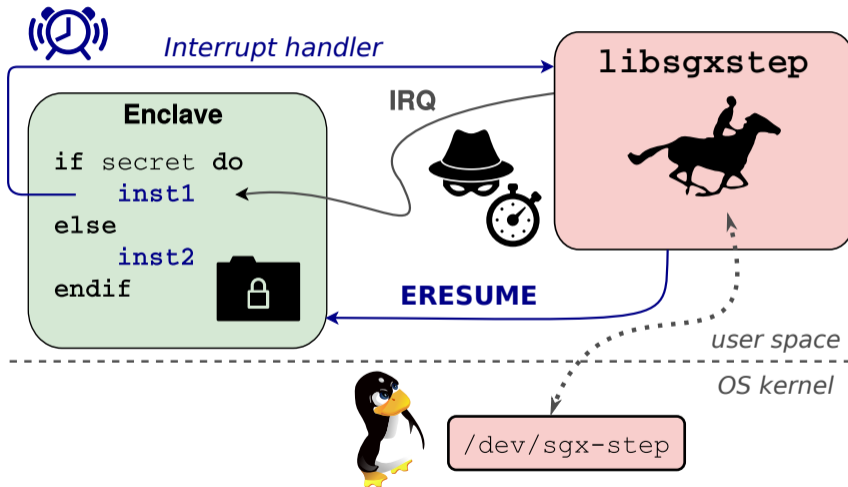 Interrupt handler
libsgxstep
IRQ
Enclave
if secret do
inst1
else
inst2
endif
ERESUME
user space
OS kernel
/dev/sgx-step